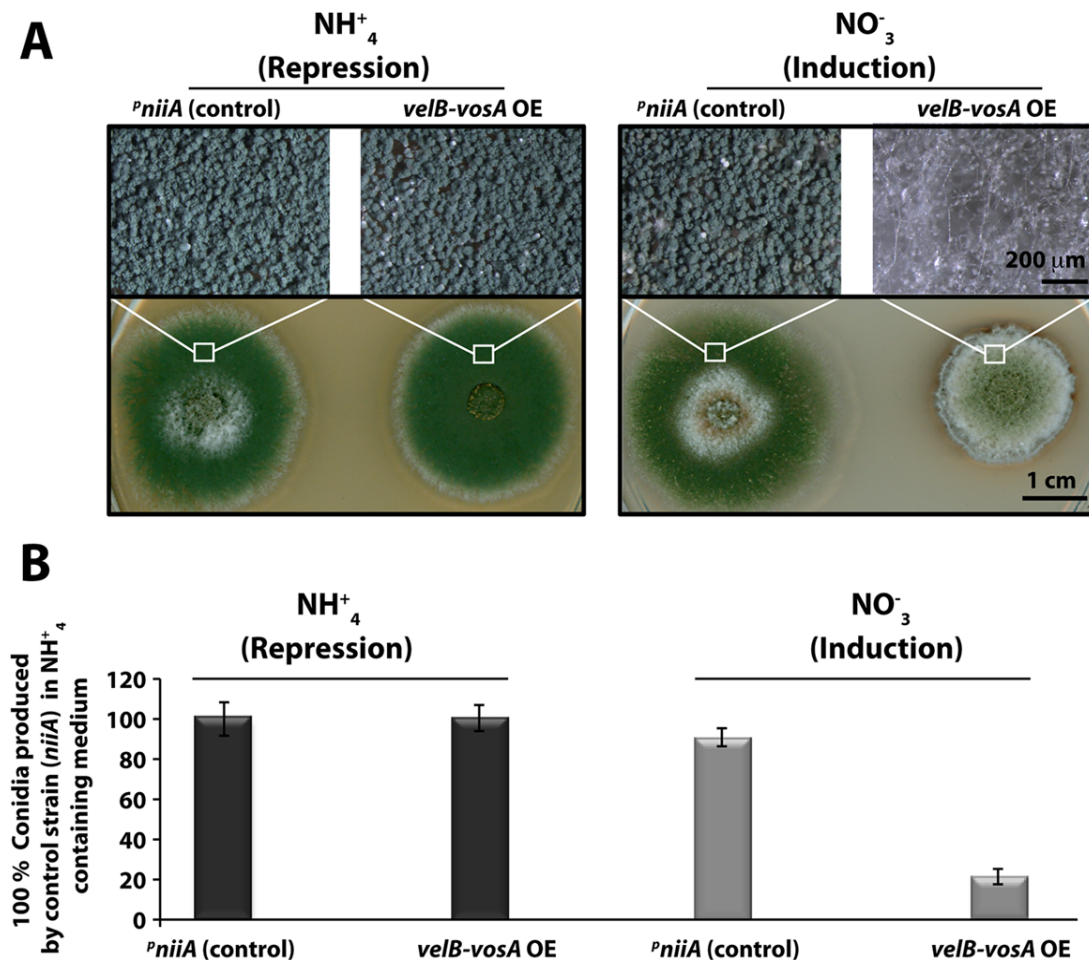 A
NH⁺₄
(Repression)
NO⁻₃
(Induction)
ᵖniiA (control)
velB-vosA OE
ᵖniiA (control)
velB-vosA OE
200 µm
1 cm
B
NH⁺₄
(Repression)
NO⁻₃
(Induction)
100 % Conidia produced
by control strain (niiA) in NH⁺₄
containing medium
120
100
80
60
40
20
0
ᵖniiA (control)
velB-vosA OE
ᵖniiA (control)
velB-vosA OE